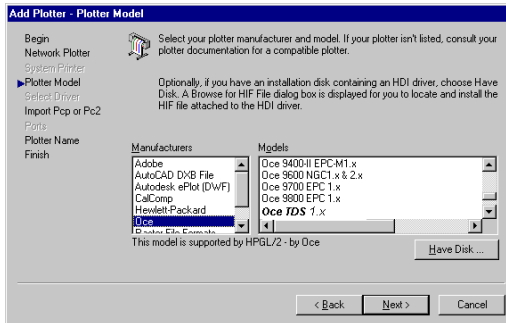 Add Plotter - Plotter Model
Begin
Network Plotter
System Printer
Plotter Model
Select Driver
Import Pcp or Pc2
Ports
Plotter Name
Finish
Select your plotter manufacturer and model. If your plotter isn't listed, consult your
plotter documentation for a compatible plotter.
Optionally, if you have an installation disk containing an HDI driver, choose Have
Disk. A Browse for HIF File dialog box is displayed for you to locate and install the
HIF file attached to the HDI driver.
Manufacturers
Adobe
AutoCAD DXB File
Autodesk ePlot (DWF)
CalComp
Hewlett-Packard
Oce
Raster File Formats
Models
Oce 9400-II EPC-M1.x
Oce 9600 NGC1.x & 2.x
Oce 9700 EPC 1.x
Oce 9800 EPC 1.x
Oce TDS 1.x
This model is supported by HPGL/2 - by Oce
Have Disk ...
< Back
Next >
Cancel